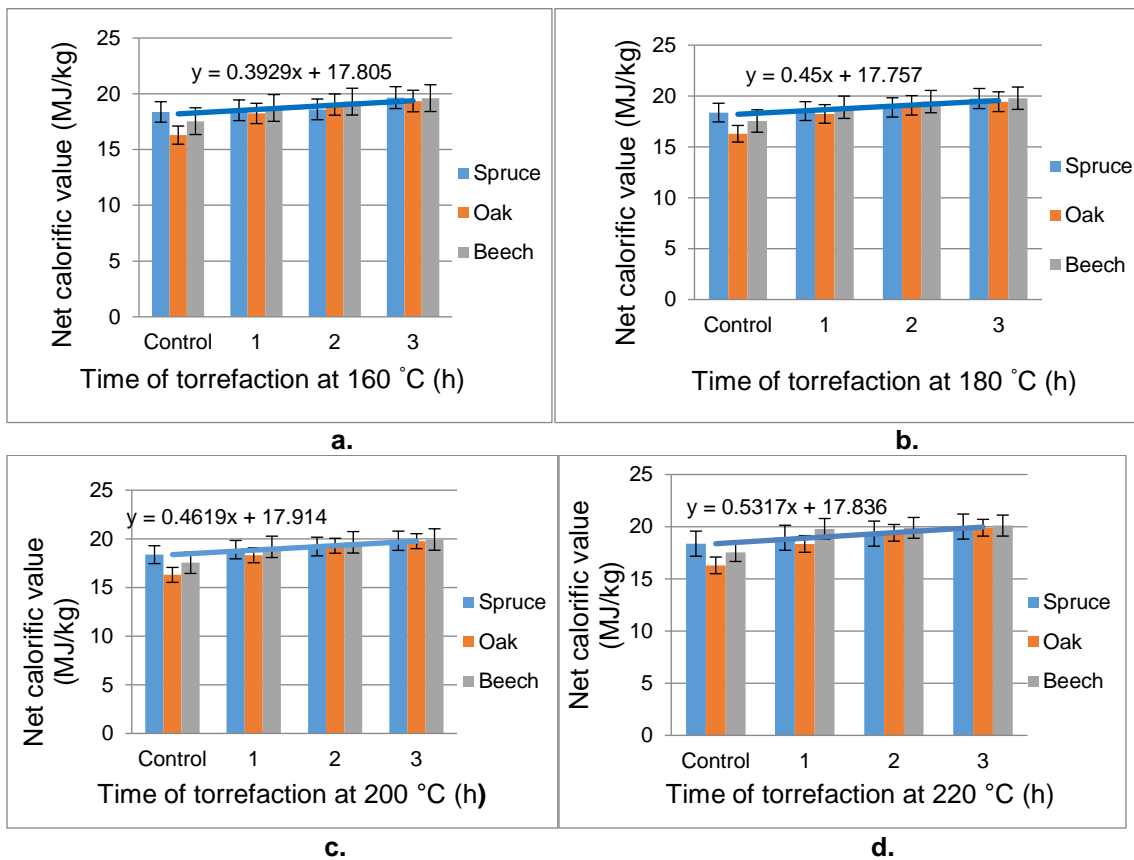 Net calorific value (MJ/kg)
25
20
15
10
5
0
y = 0.3929x + 17.805
Control 1 2 3
Time of torrefaction at 160 ˚C (h)
Spruce
Oak
Beech
a.
Net calorific value (MJ/kg)
25
20
15
10
5
0
y = 0.45x + 17.757
Control 1 2 3
Time of torrefaction at 180 ˚C (h)
Spruce
Oak
Beech
b.
Net calorific value
(MJ/kg)
25
20
15
10
5
0
y = 0.4619x + 17.914
Control 1 2 3
Time of torrefaction at 200 °C (h)
Spruce
Oak
Beech
c.
Net calorific value
(MJ/kg)
25
20
15
10
5
0
y = 0.5317x + 17.836
Control 1 2 3
Time of torrefaction at 220 °C (h)
Spruce
Oak
Beech
d.